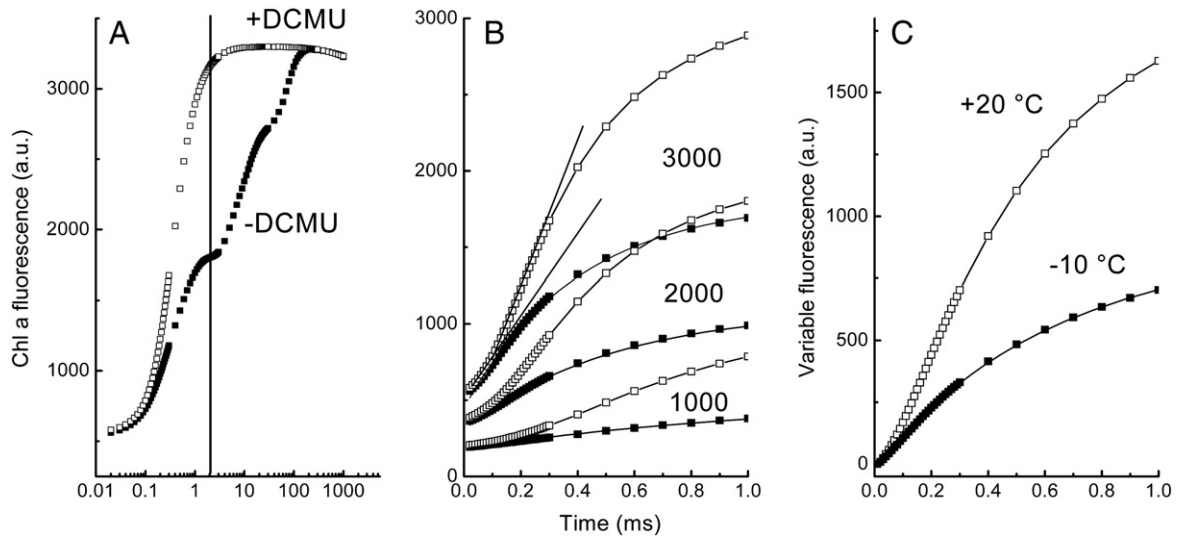 A
+DCMU
-DCMU
Chl a fluorescence (a.u.)
3000
2000
1000
0.01 0.1 1 10 100 1000
B
3000
2000
1000
3000
2000
1000
0
0.0 0.2 0.4 0.6 0.8 1.0
Time (ms)
C
+20 °C
-10 °C
Variable fluorescence (a.u.)
1500
1000
500
0
0.0 0.2 0.4 0.6 0.8 1.0